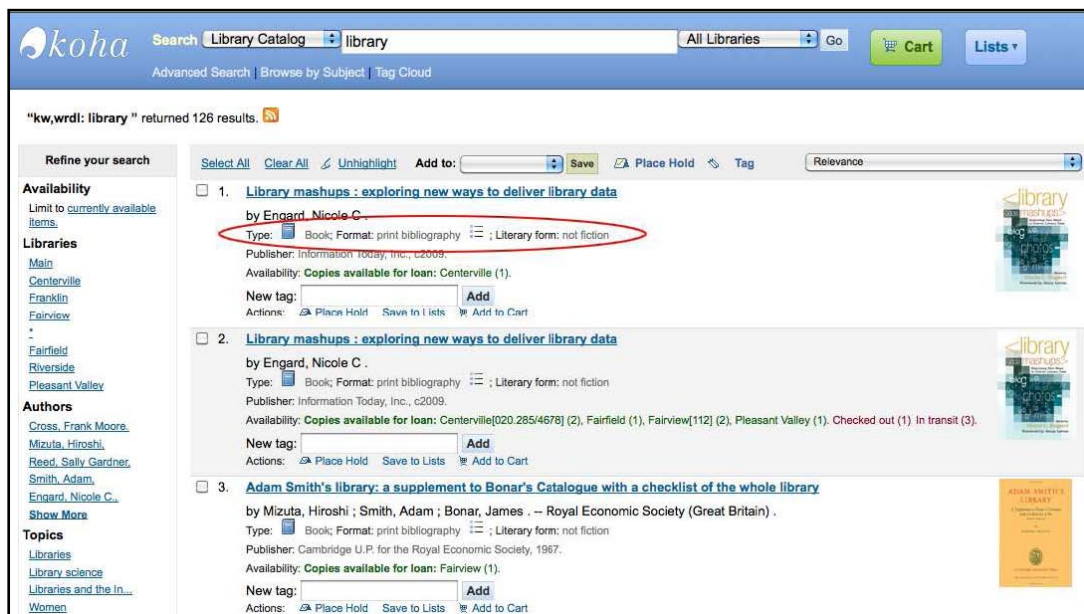 koha
Search Library Catalog library All Libraries Go Cart Lists
Advanced Search | Browse by Subject | Tag Cloud
"kw,wrdl: library " returned 126 results.
Refine your search
Availability
Limit to currently available
items.
Libraries
Main
Centerville
Franklin
Fairview
Fairfield
Riverside
Pleasant Valley
Authors
Cross, Frank Moore.
Mizuta, Hiroshi,
Reed, Sally Gardner,
Smith, Adam,
Engard, Nicole C.,
Show More
Topics
Libraries
Library science
Libraries and the In...
Women
Select All Clear All Unhighlight Add to: Save Place Hold Tag Relevance
1. Library mashups : exploring new ways to deliver library data
by Engard, Nicole C .
Type: Book; Format: print bibliography ; Literary form: not fiction
Publisher: Information Today, Inc., c2009.
Availability: Copies available for loan: Centerville (1).
New tag: Add
Actions: Place Hold Save to Lists Add to Cart
<library
mashups>
2. Library mashups : exploring new ways to deliver library data
by Engard, Nicole C .
Type: Book; Format: print bibliography ; Literary form: not fiction
Publisher: Information Today, Inc., c2009.
Availability: Copies available for loan: Centerville[020.285/4678] (2), Fairfield (1), Fairview[112] (2), Pleasant Valley (1). Checked out (1) In transit (3).
New tag: Add
Actions: Place Hold Save to Lists Add to Cart
<library
mashups>
3. Adam Smith's library: a supplement to Bonar's Catalogue with a checklist of the whole library
by Mizuta, Hiroshi ; Smith, Adam ; Bonar, James . -- Royal Economic Society (Great Britain) .
Type: Book; Format: print bibliography ; Literary form: not fiction
Publisher: Cambridge U.P. for the Royal Economic Society, 1967.
Availability: Copies available for loan: Fairview (1).
New tag: Add
Actions: Place Hold Save to Lists Add to Cart
ADAM SMITH'S
LIBRARY